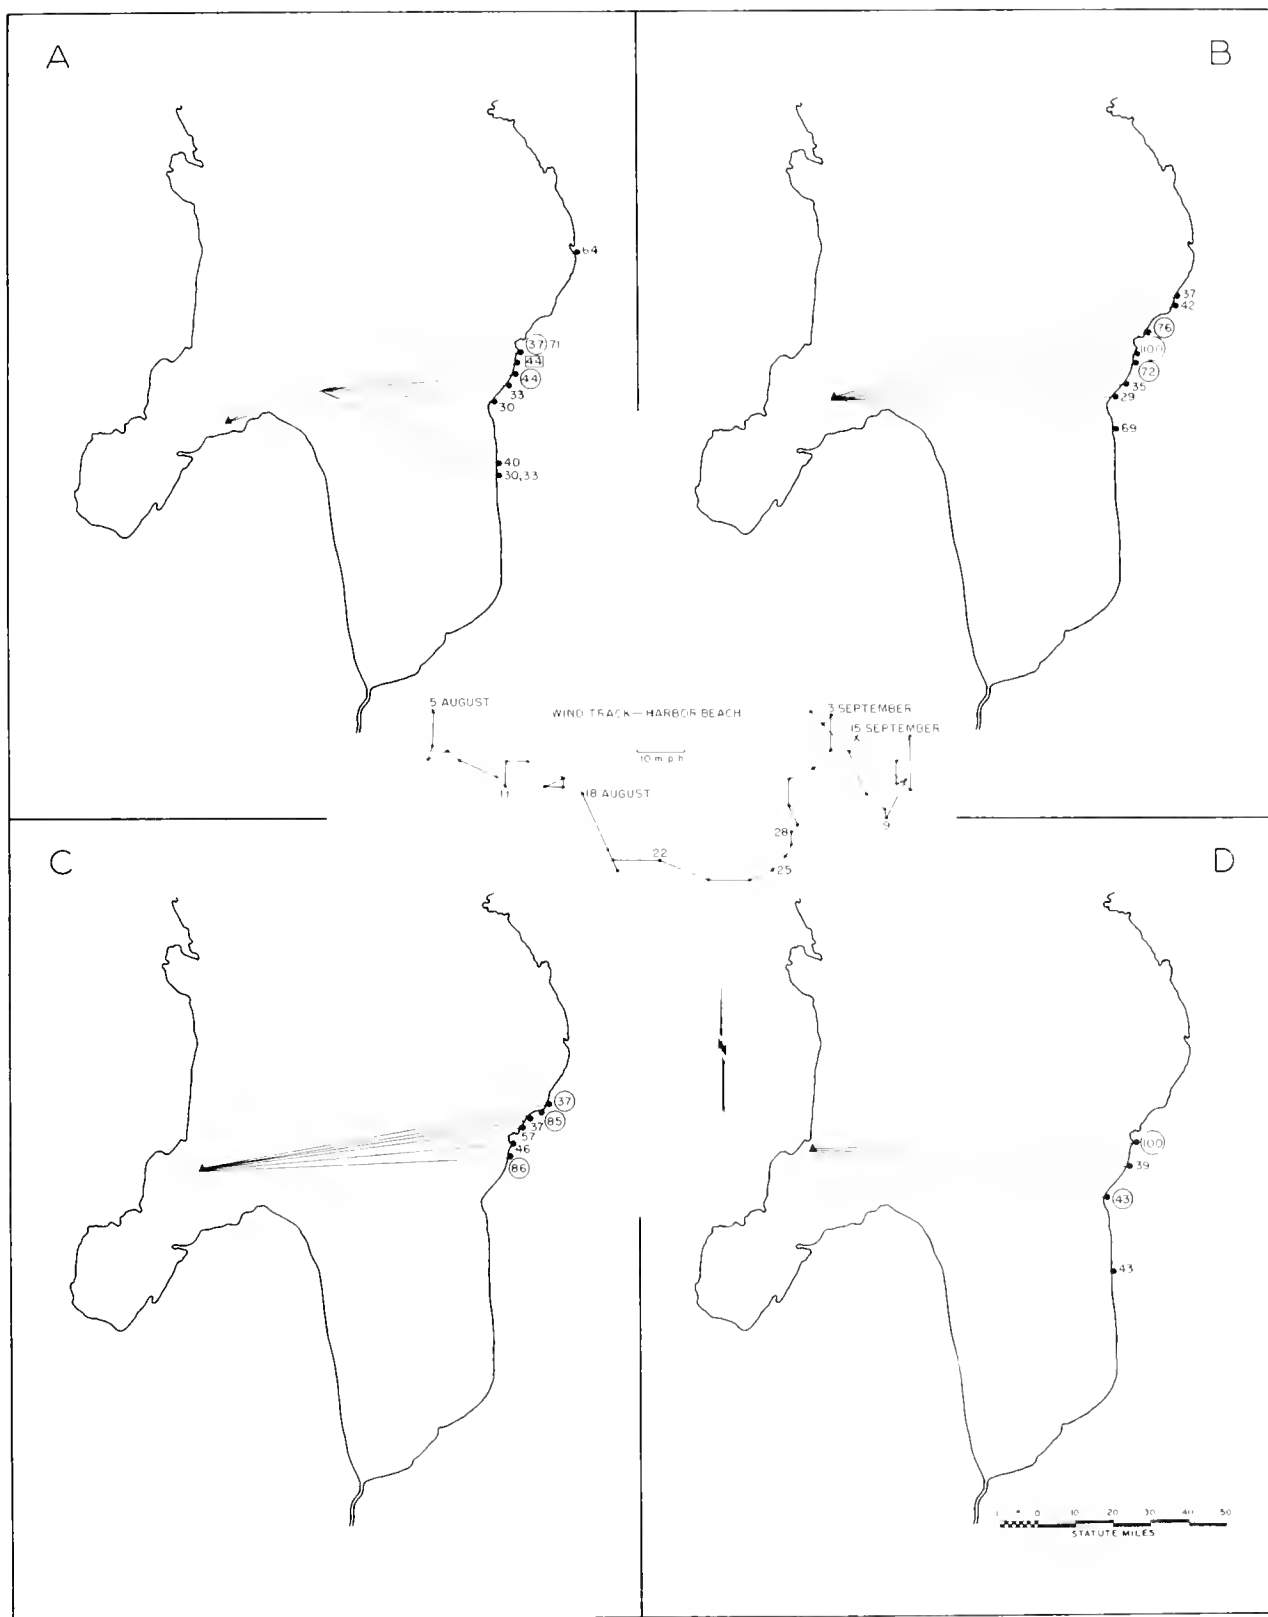 A
B
64
37 71
44
44
33
30
40
30,33
37
42
76
100
72
35
29
69
5 AUGUST
WIND TRACK—HARBOR BEACH
3 SEPTEMBER
15 SEPTEMBER
10 m p h
11
18 AUGUST
9
28
22
25
C
D
37
85
37
57
46
86
100
39
43
43
0 10 20 30 40 50
STATUTE MILES